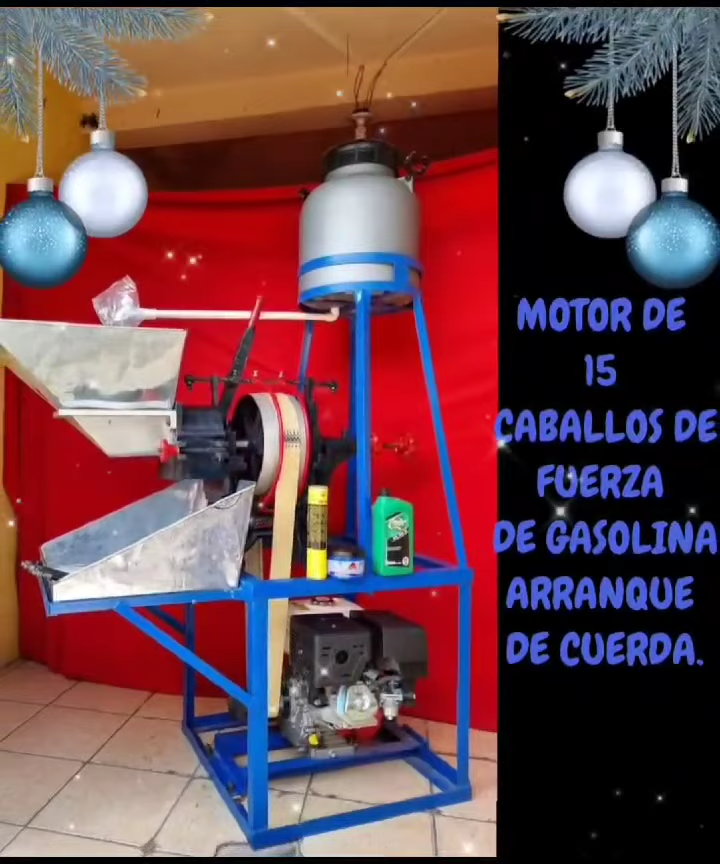 MOTOR DE
15
CABALLOS DE
FUERZA
DE GASOLINA
ARRANQUE
DE CUERDA.